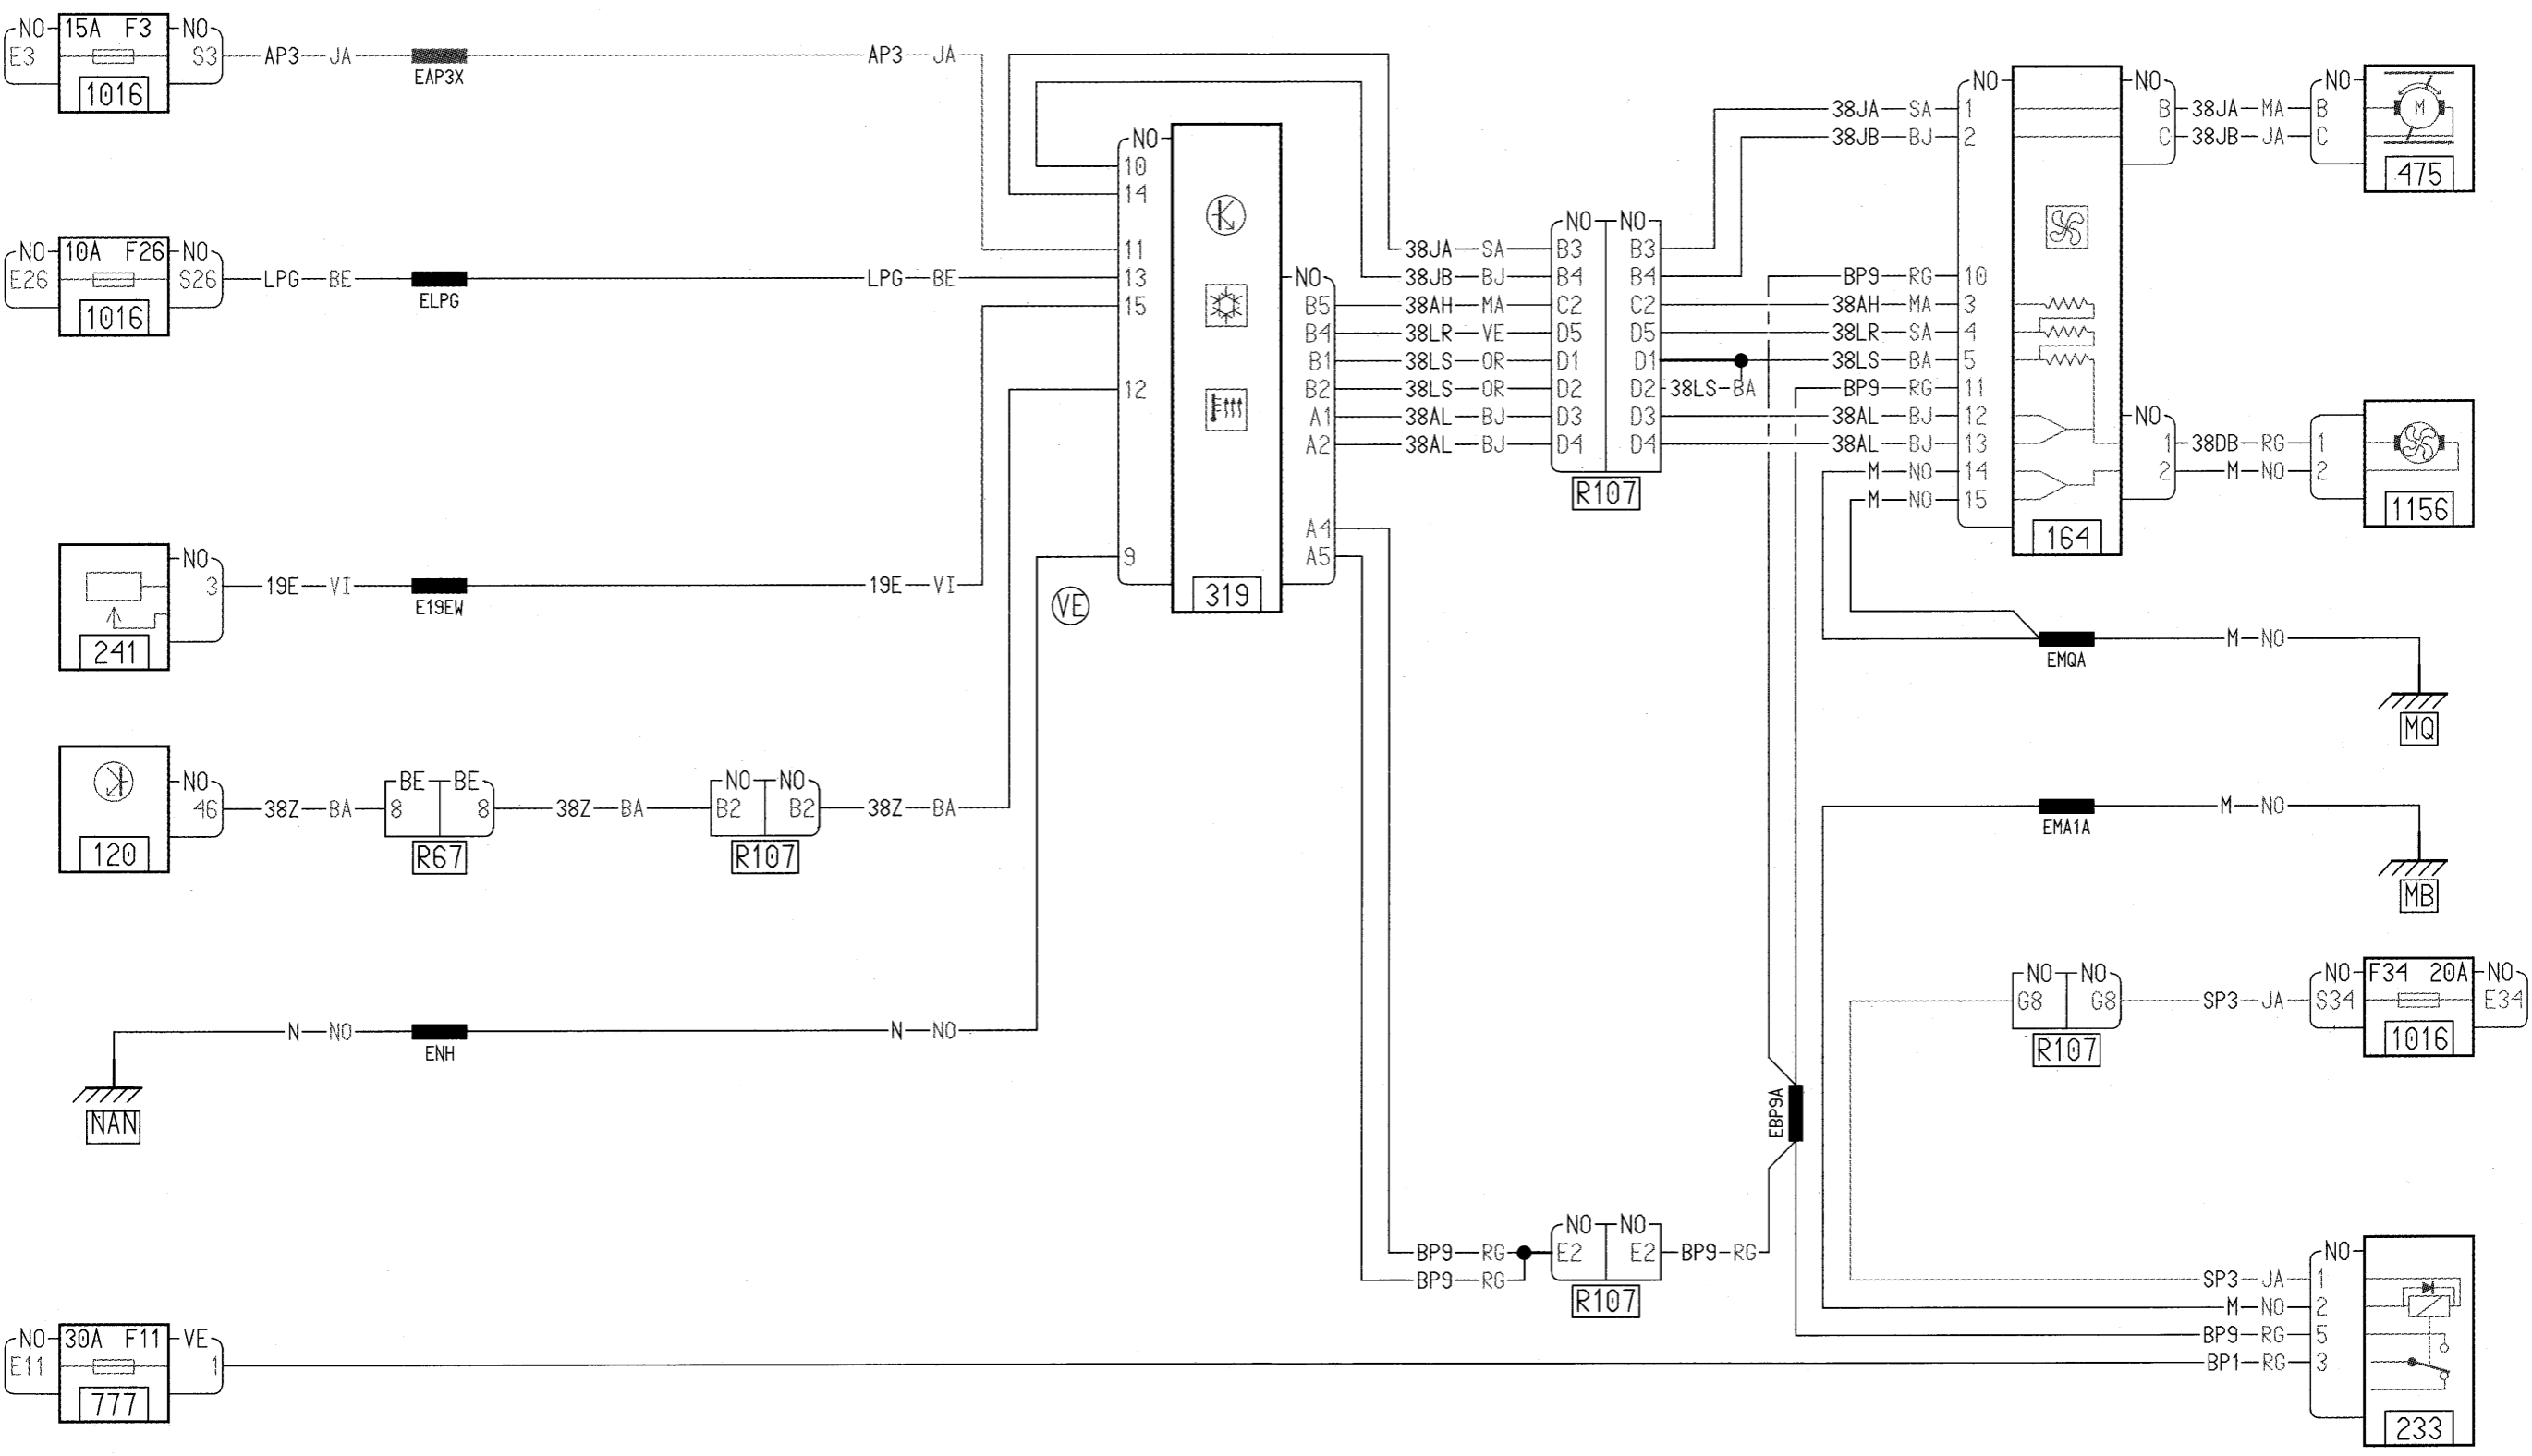 NO 15A F3 NO
E3 S3 AP3 JA AP3 JA
EAP3X
1016
NO 10A F26 NO
E26 S26 LPG BE LPG BE
ELPG
1016
NO
3 19E VI 19E VI
E19EW
241
NO BE BE NO NO
46 38Z BA 8 8 38Z BA B2 B2 38Z BA
120 R67 R107
N NO N NO
ENH
NAN
NO 30A F11 VE
E11 1
777
NO
10
14
11
13
15
12
9
VE
319
NO
B5 38AH MA C2
B4 38LR VE D5
B1 38LS OR D1
B2 38LS OR D2
A1 38AL BJ D3
A2 38AL BJ D4
A4
A5
NO NO
38JA SA B3 B3
38JB BJ B4 B4
C2 38AH MA 3
D5 38LR SA 4
D1 38LS BA 5
D2 38LS BA
D3 38AL BJ 12
D4 38AL BJ 13
R107
NO
38JA SA 1
38JB BJ 2
BP9 RG 10
BP9 RG 11
M NO 14
M NO 15
164
NO NO
B 38JA MA B
C 38JB JA C
M
475
NO
1 38DB RG 1
2 M NO 2
1156
M NO
EMQA
MQ
M NO
EMA1A
MB
NO NO NO F34 20A NO
G8 G8 SP3 JA S34 E34
R107 1016
EBP9A
NO NO
BP9 RG E2 E2 BP9 RG
BP9 RG
R107
NO
SP3 JA 1
M NO 2
BP9 RG 5
BP1 RG 3
233